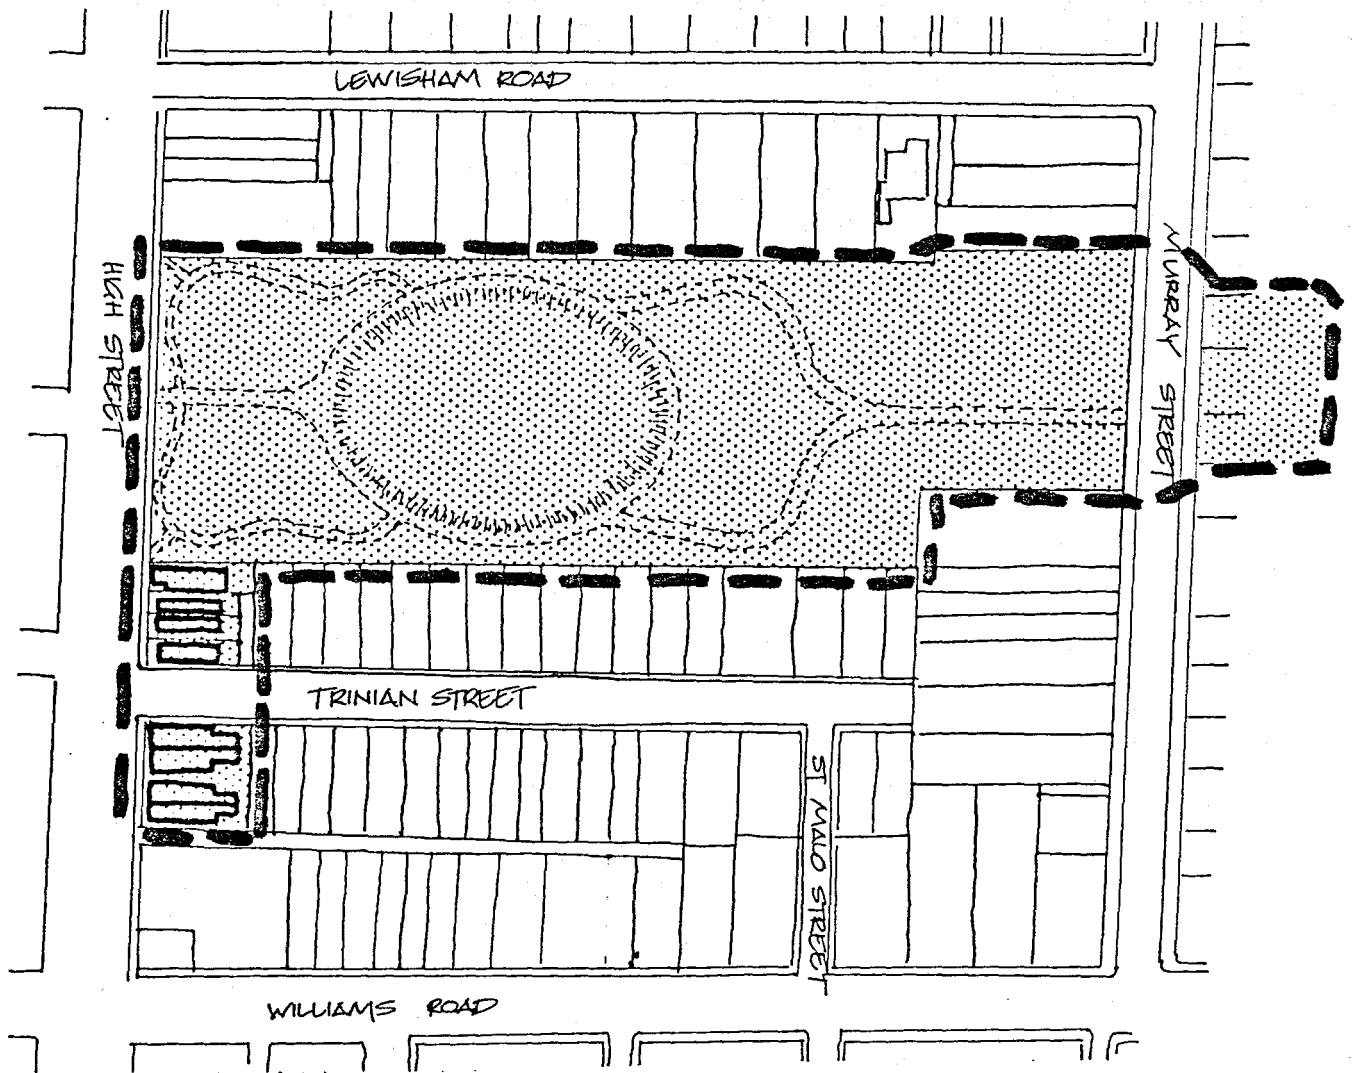 LEWISHAM ROAD
HIGH STREET
MURRAY STREET
TRINIAN STREET
ST MALO STREET
WILLIAMS ROAD